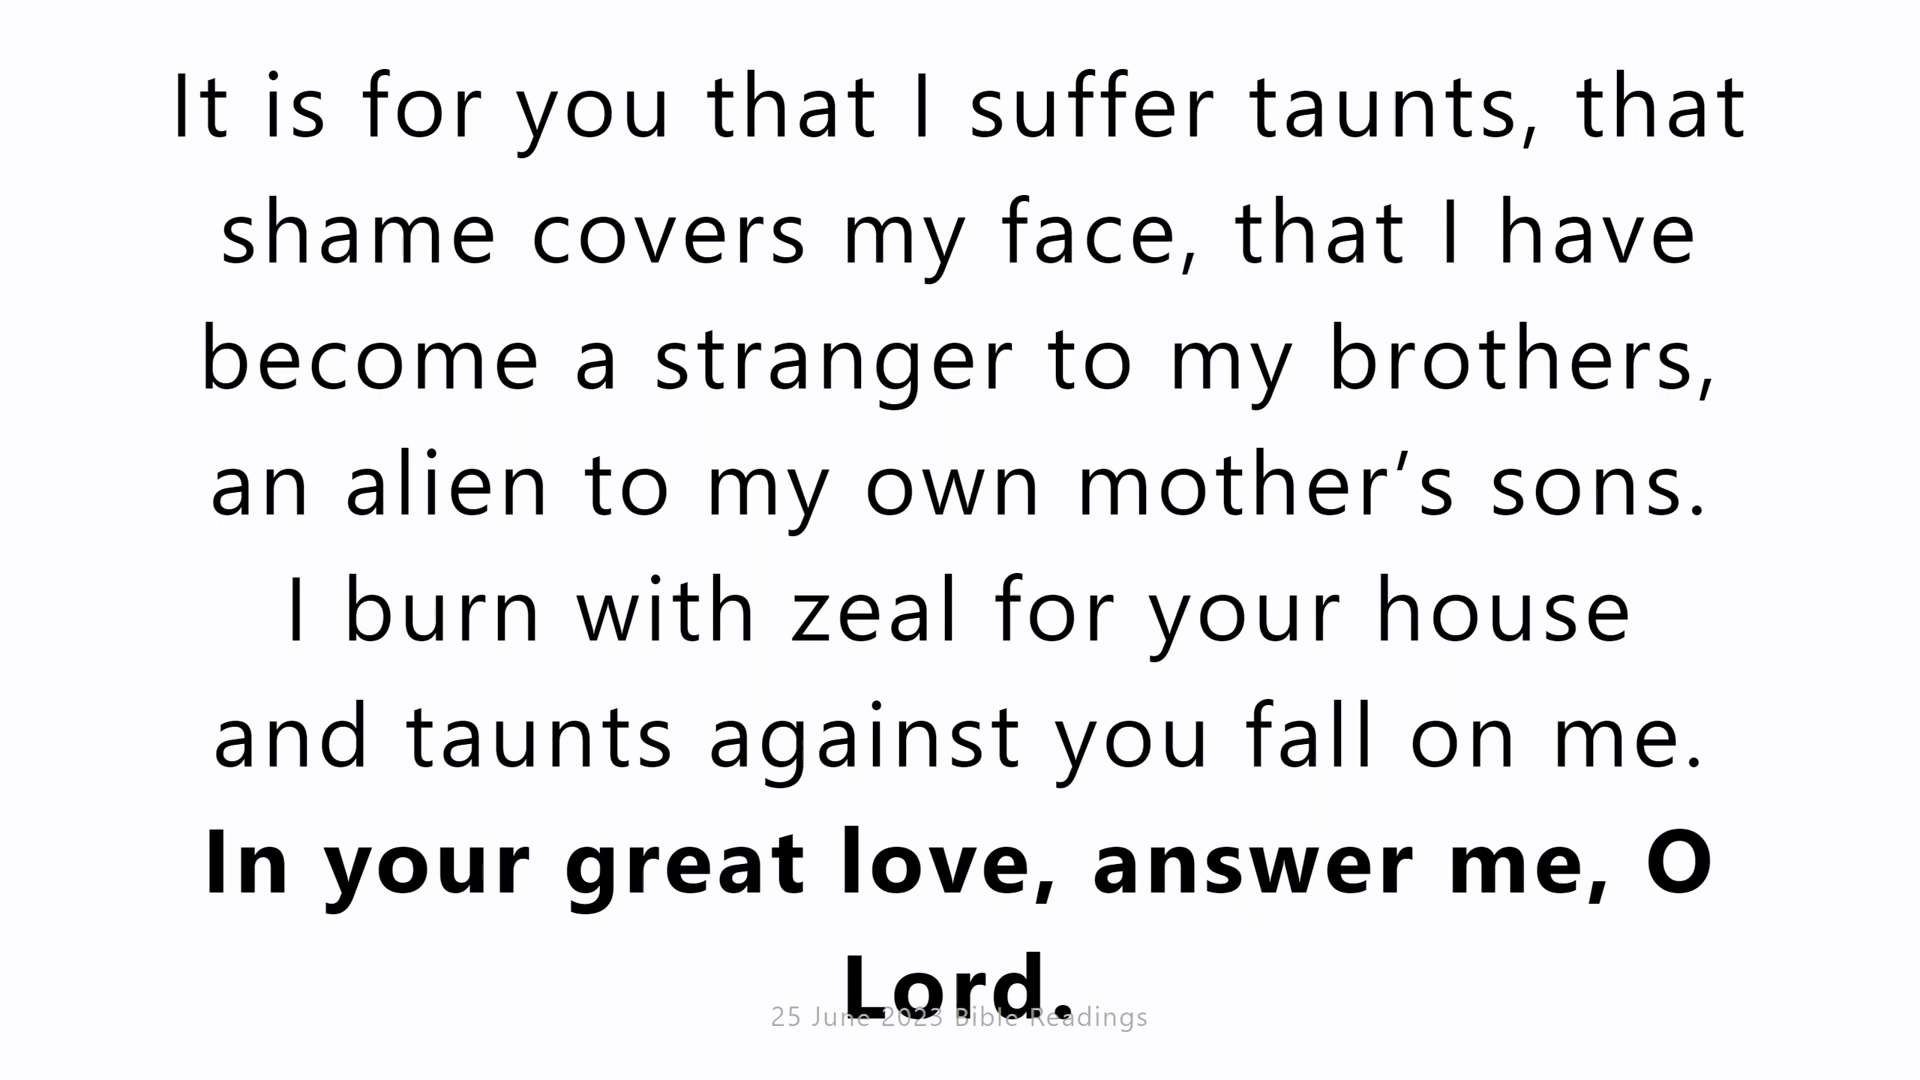 It is for you that I suffer taunts, that
shame covers my face, that I have
become a stranger to my brothers,
an alien to my own mother’s sons.
I burn with zeal for your house
and taunts against you fall on me.
In your great love, answer me, O
Lord.
25 June 2023 Bible Readings